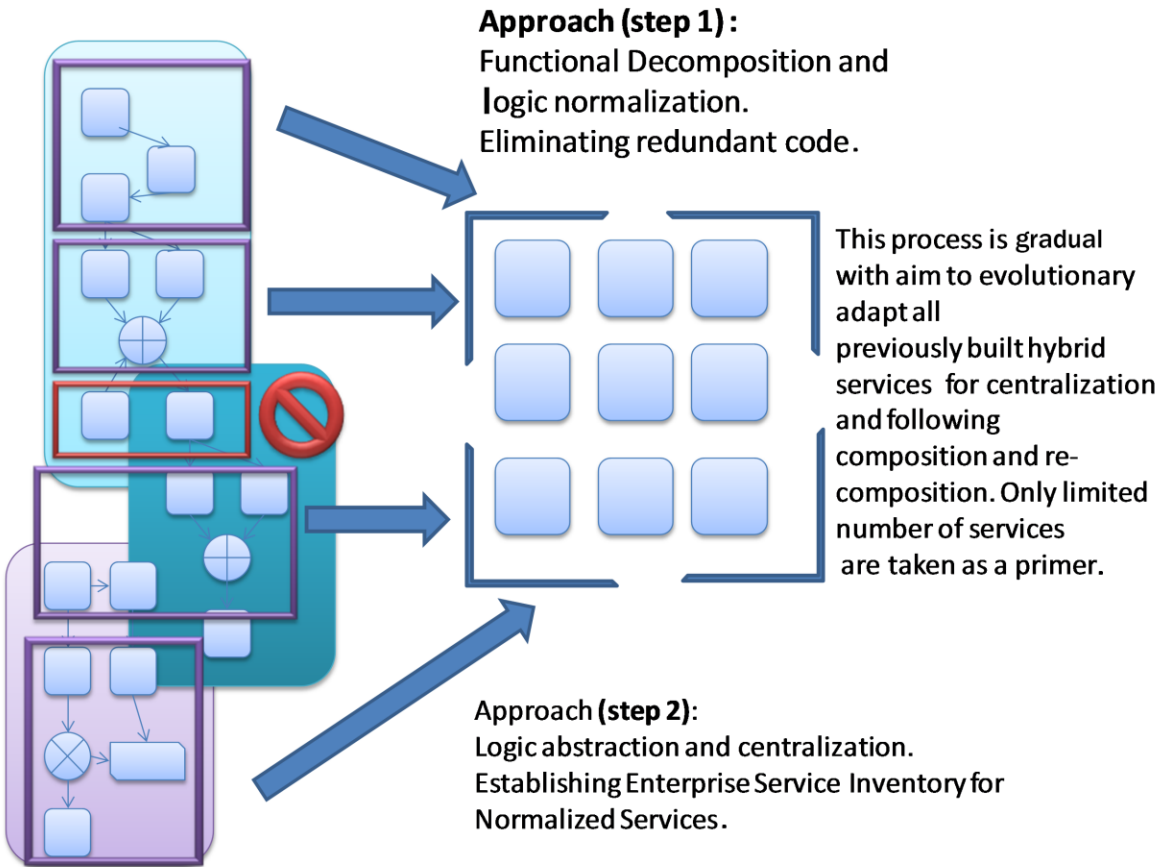 Approach (step 1) :
Functional Decomposition and
logic normalization.
Eliminating redundant code.
This process is gradual
with aim to evolutionary
adapt all
previously built hybrid
services for centralization
and following
composition and re-
composition. Only limited
number of services
are taken as a primer.
Approach (step 2):
Logic abstraction and centralization.
Establishing Enterprise Service Inventory for
Normalized Services.